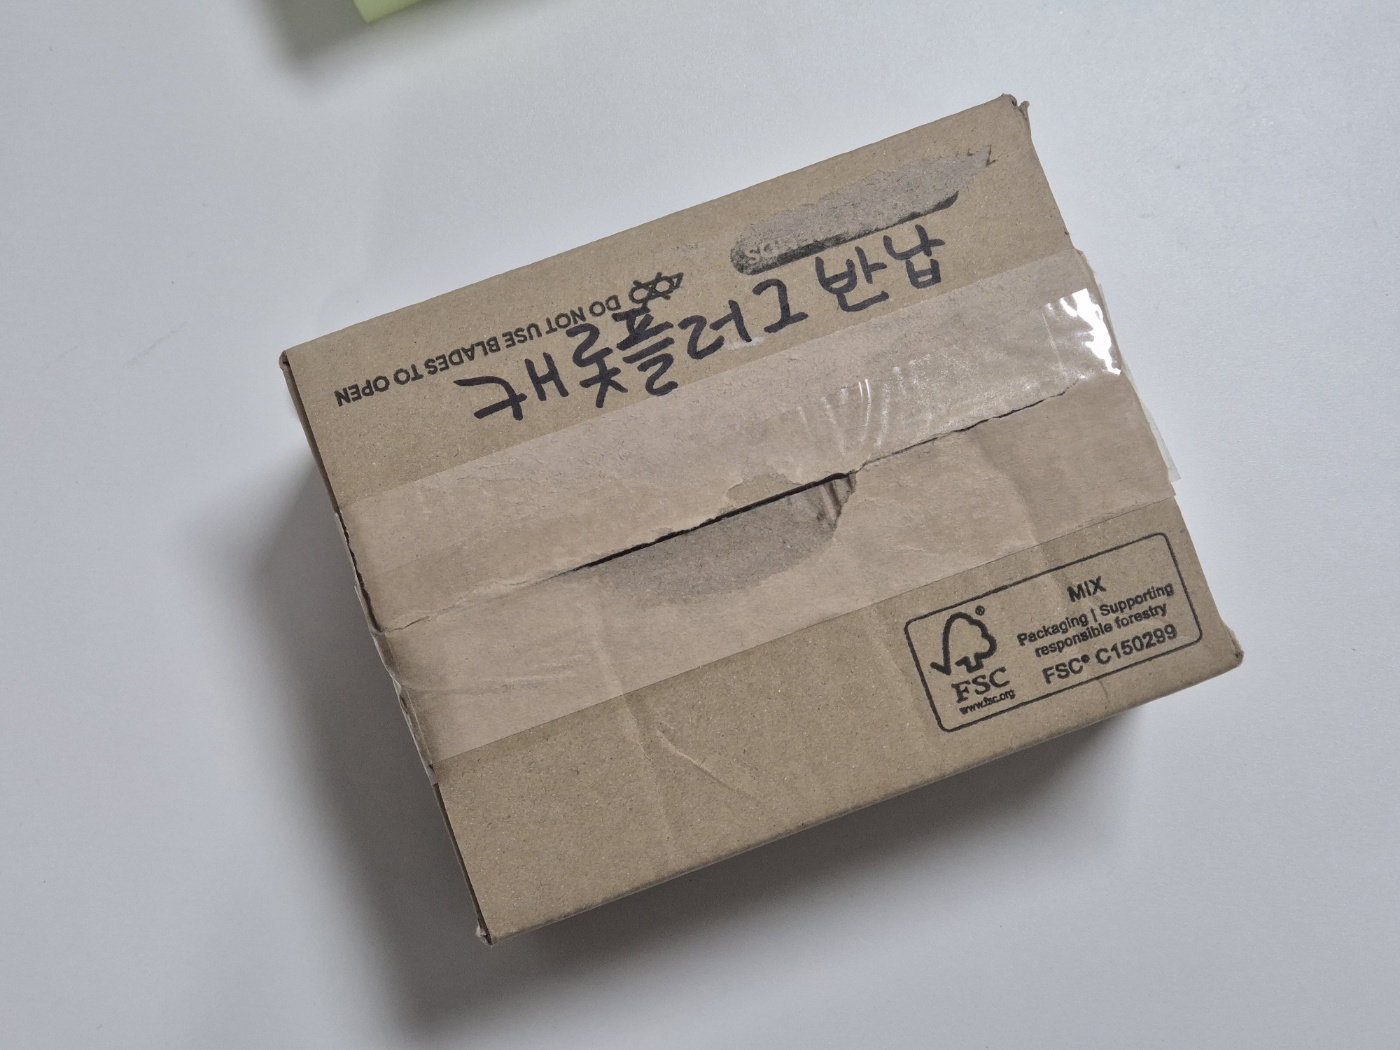 DO NOT USE BLADES TO OPEN
캐롯플러그 반납
MIX
Packaging | Supporting
responsible forestry
FSC® C150299
FSC
www.fsc.org